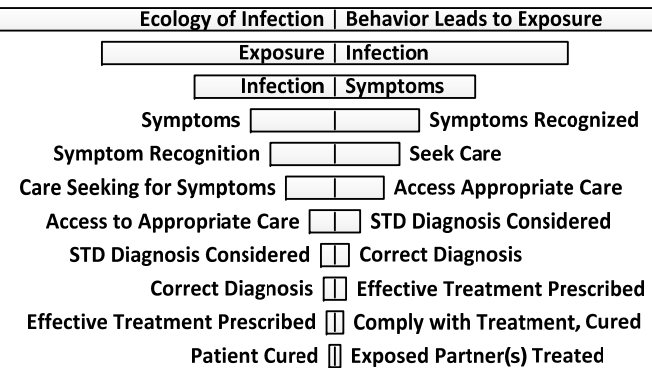 Ecology of Infection | Behavior Leads to Exposure
Exposure | Infection
Infection | Symptoms
Symptoms Symptoms Recognized
Symptom Recognition Seek Care
Care Seeking for Symptoms Access Appropriate Care
Access to Appropriate Care STD Diagnosis Considered
STD Diagnosis Considered Correct Diagnosis
Correct Diagnosis Effective Treatment Prescribed
Effective Treatment Prescribed Comply with Treatment, Cured
Patient Cured Exposed Partner(s) Treated